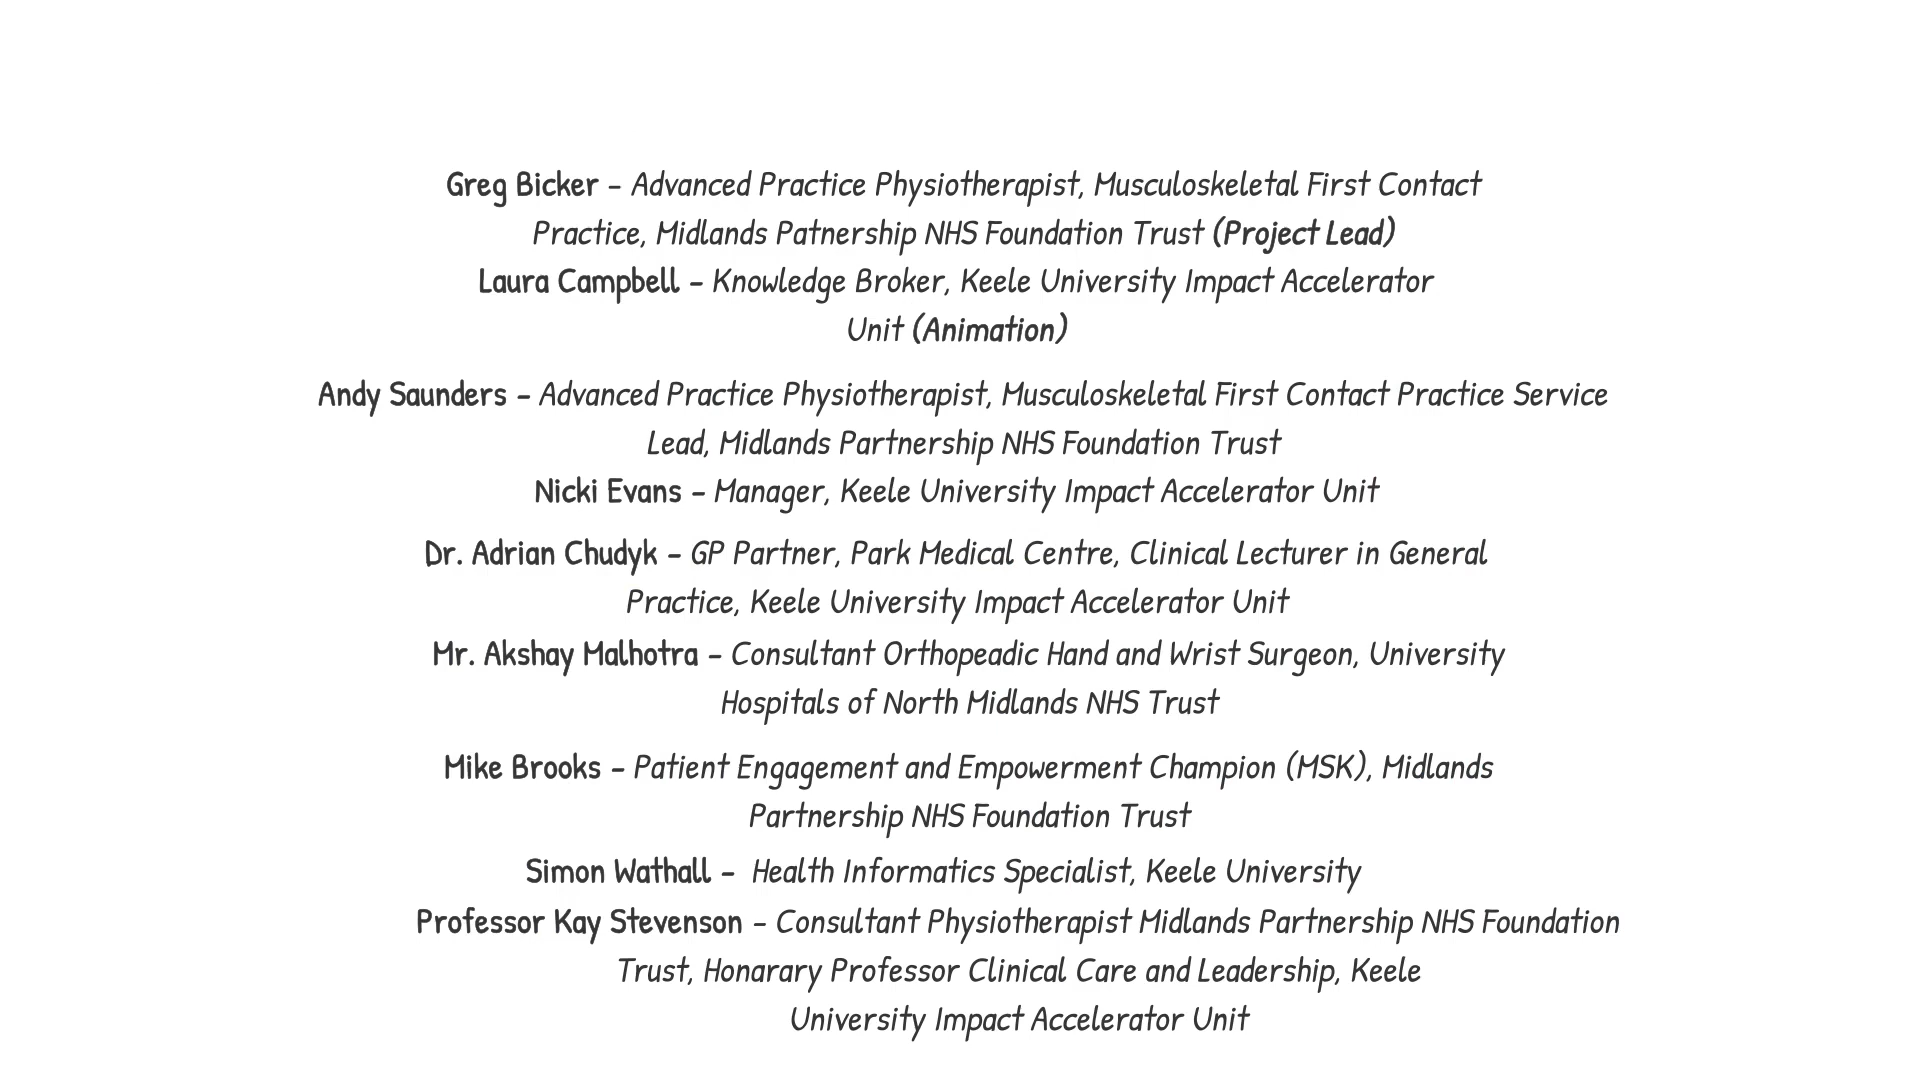 Greg Bicker – Advanced Practice Physiotherapist, Musculoskeletal First Contact
Practice, Midlands Patnership NHS Foundation Trust (Project Lead)
Laura Campbell – Knowledge Broker, Keele University Impact Accelerator
Unit (Animation)
Andy Saunders – Advanced Practice Physiotherapist, Musculoskeletal First Contact Practice Service
Lead, Midlands Partnership NHS Foundation Trust
Nicki Evans – Manager, Keele University Impact Accelerator Unit
Dr. Adrian Chudyk – GP Partner, Park Medical Centre, Clinical Lecturer in General
Practice, Keele University Impact Accelerator Unit
Mr. Akshay Malhotra – Consultant Orthopeadic Hand and Wrist Surgeon, University
Hospitals of North Midlands NHS Trust
Mike Brooks – Patient Engagement and Empowerment Champion (MSK), Midlands
Partnership NHS Foundation Trust
Simon Wathall – Health Informatics Specialist, Keele University
Professor Kay Stevenson – Consultant Physiotherapist Midlands Partnership NHS Foundation
Trust, Honarary Professor Clinical Care and Leadership, Keele
University Impact Accelerator Unit